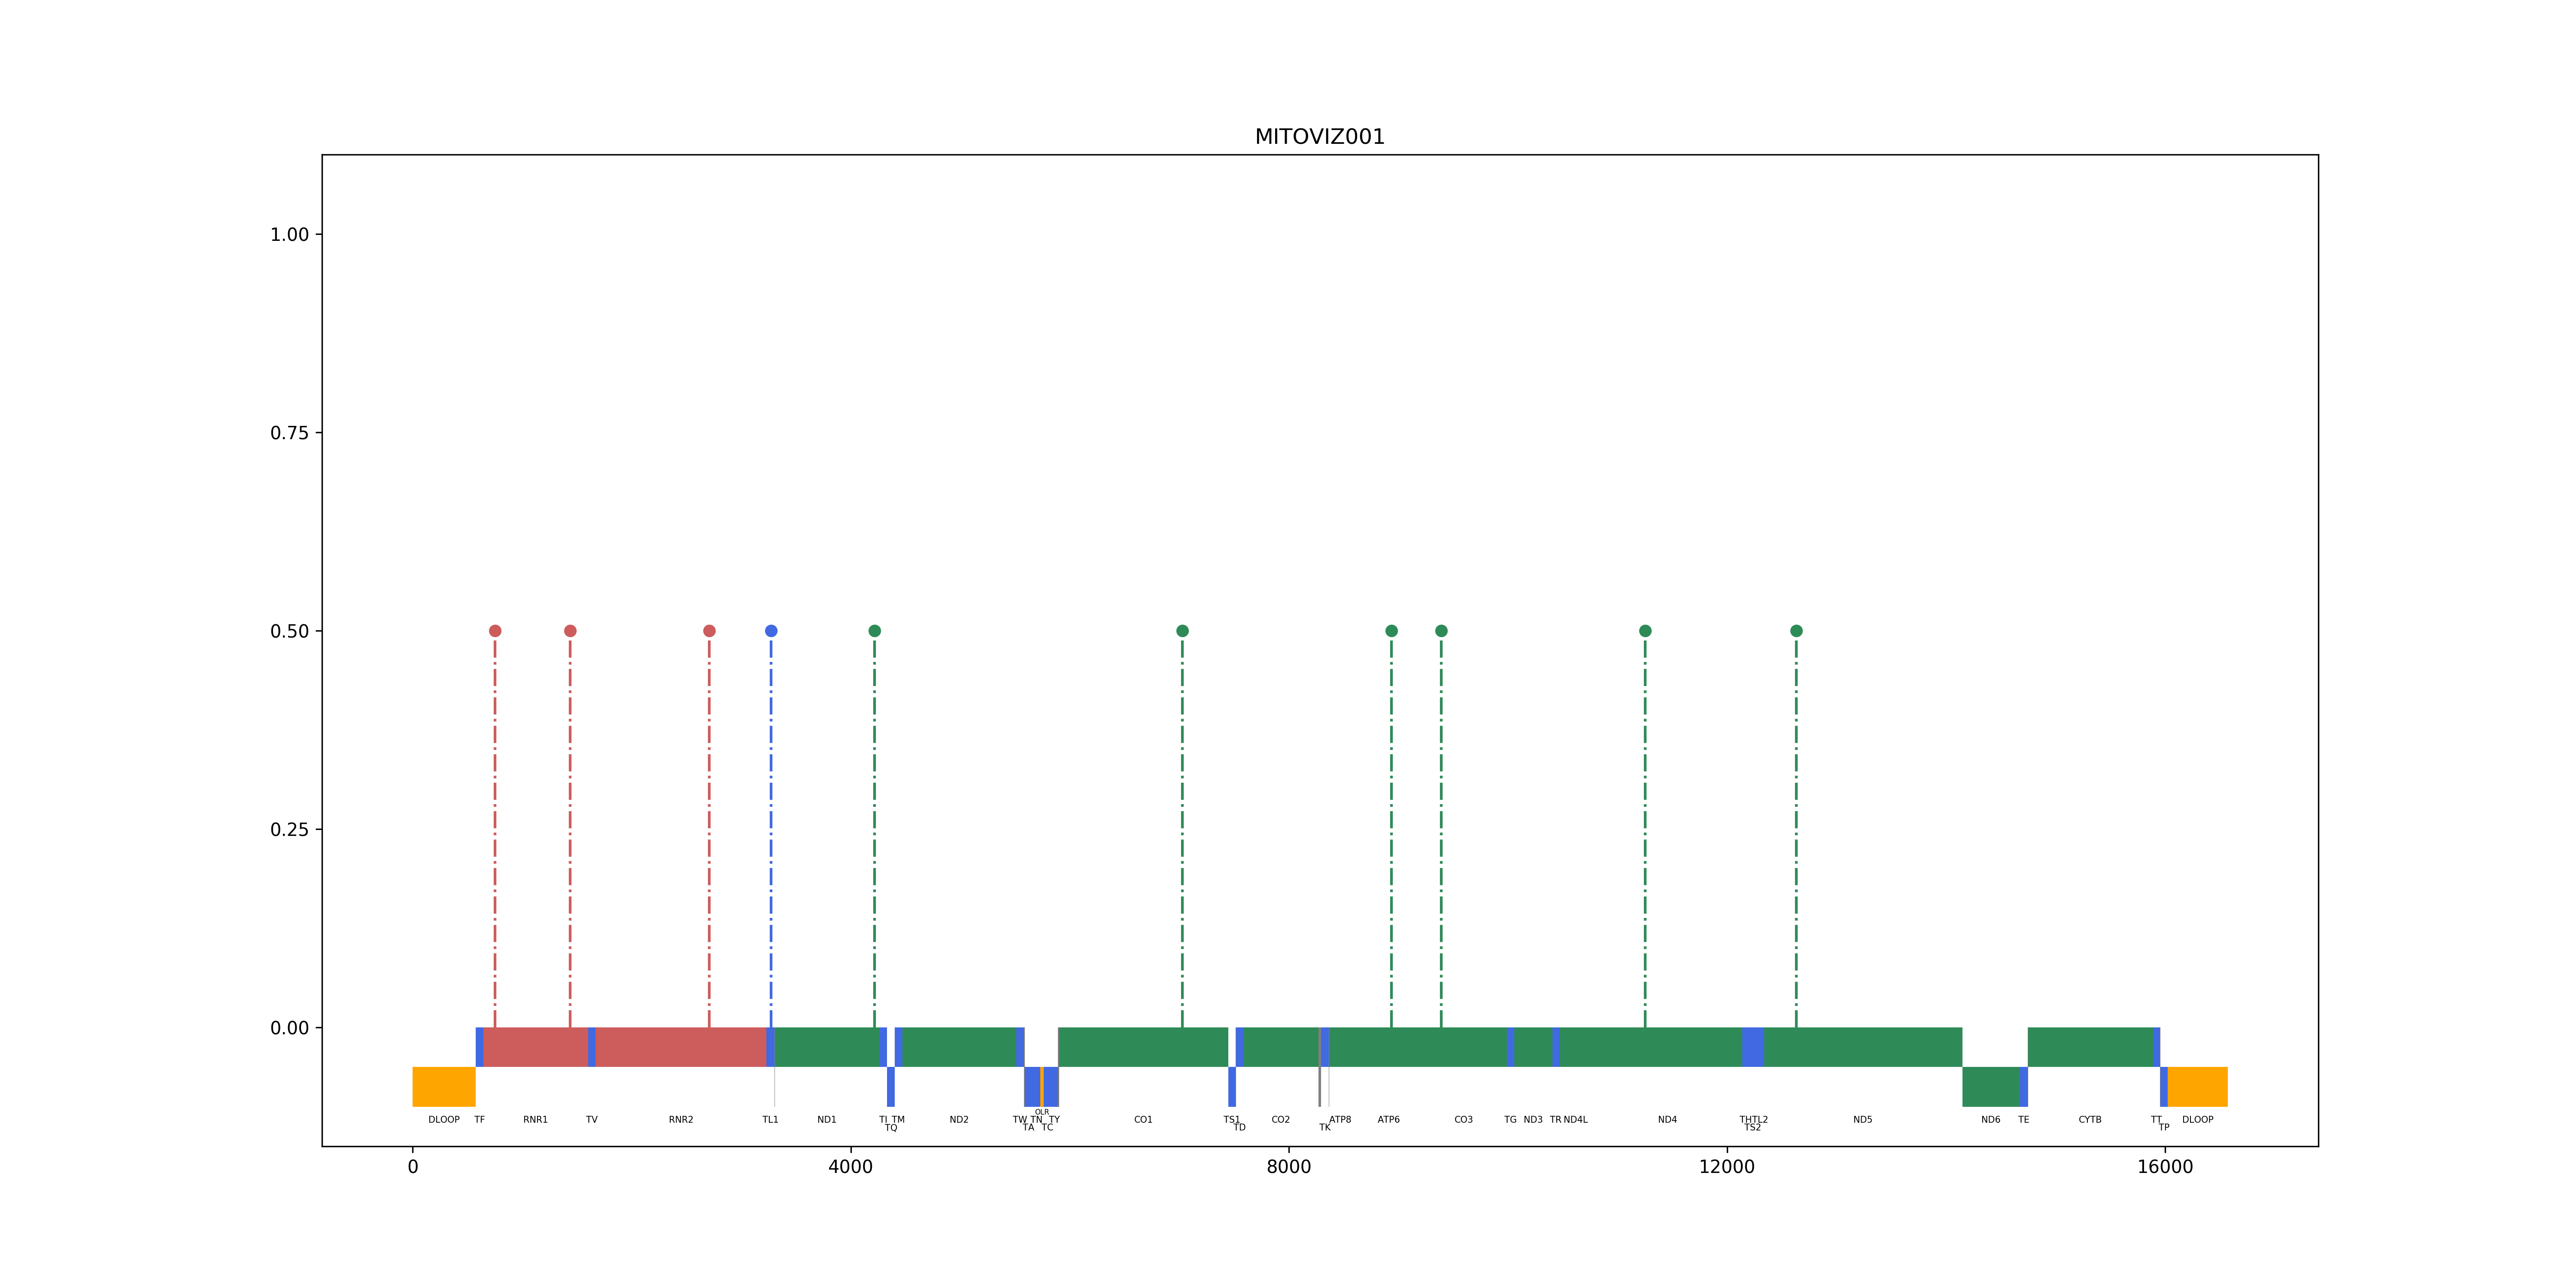 MITOVIZ001
1.00
0.75
0.50
0.25
0.00
OLR
DLOOP TF RNR1 TV RNR2 TL1 ND1 TI TM ND2 TW TN TY CO1 TS1 CO2 ATP8 ATP6 CO3 TG ND3 TR ND4L ND4 THTL2 ND5 ND6 TE CYTB TT DLOOP
TQ TA TC TD TK TS2 TP
0 4000 8000 12000 16000